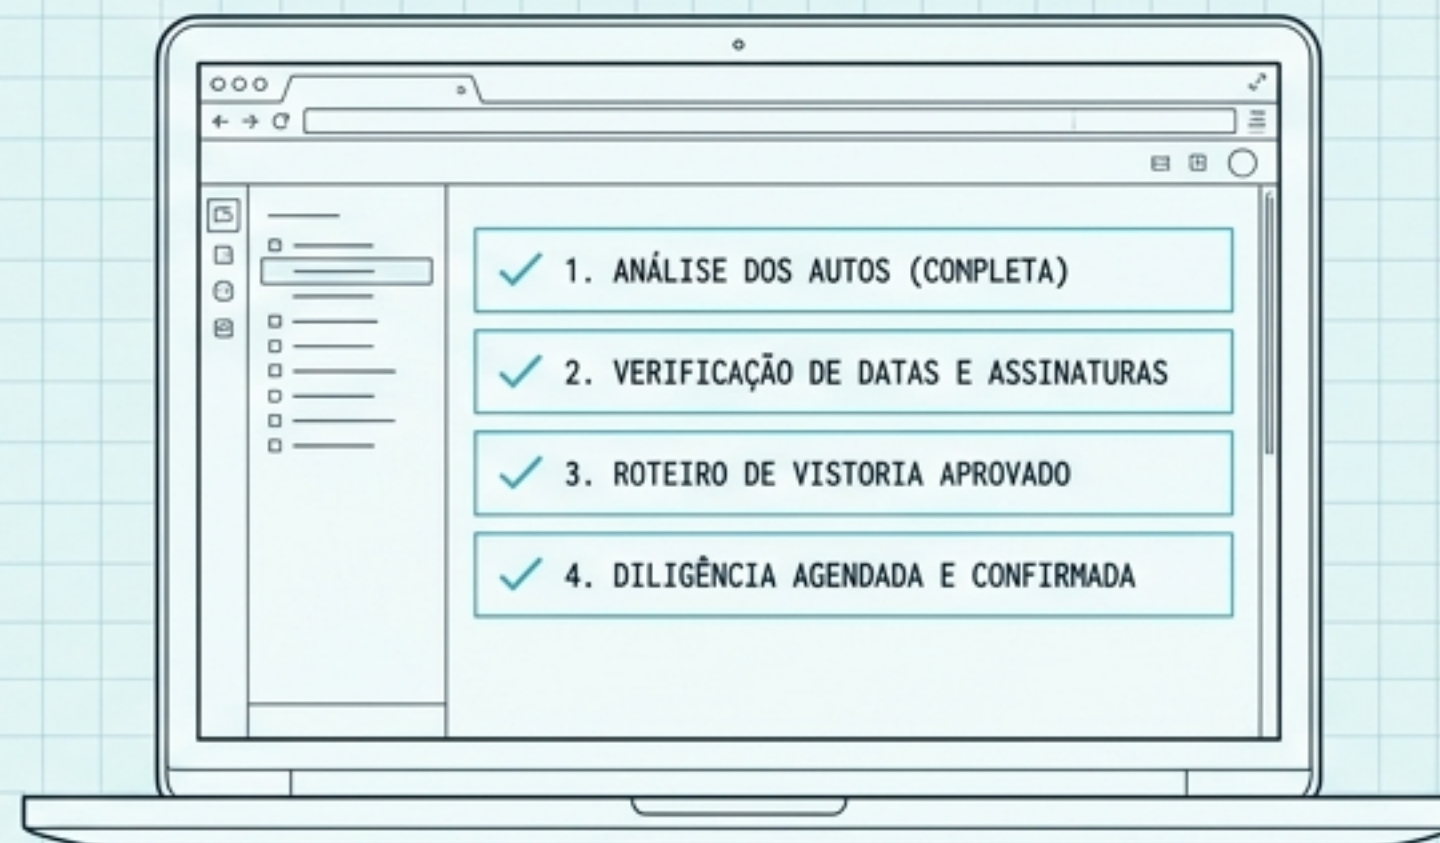 1. ANÁLISE DOS AUTOS (CONPLETA)
2. VERIFICAÇÃO DE DATAS E ASSINATURAS
3. ROTEIRO DE VISTORIA APROVADO
4. DILIGÊNCIA AGENDADA E CONFIRMADA